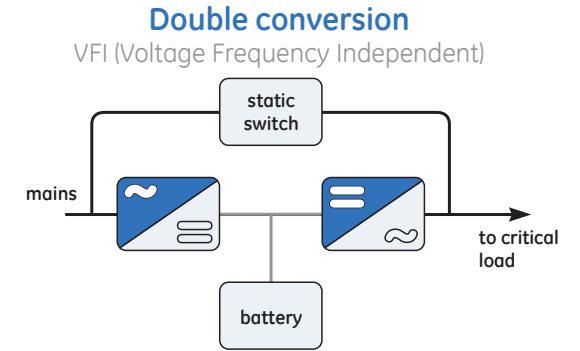 Double conversion
VFI (Voltage Frequency Independent)
static
switch
mains
to critical
load
battery